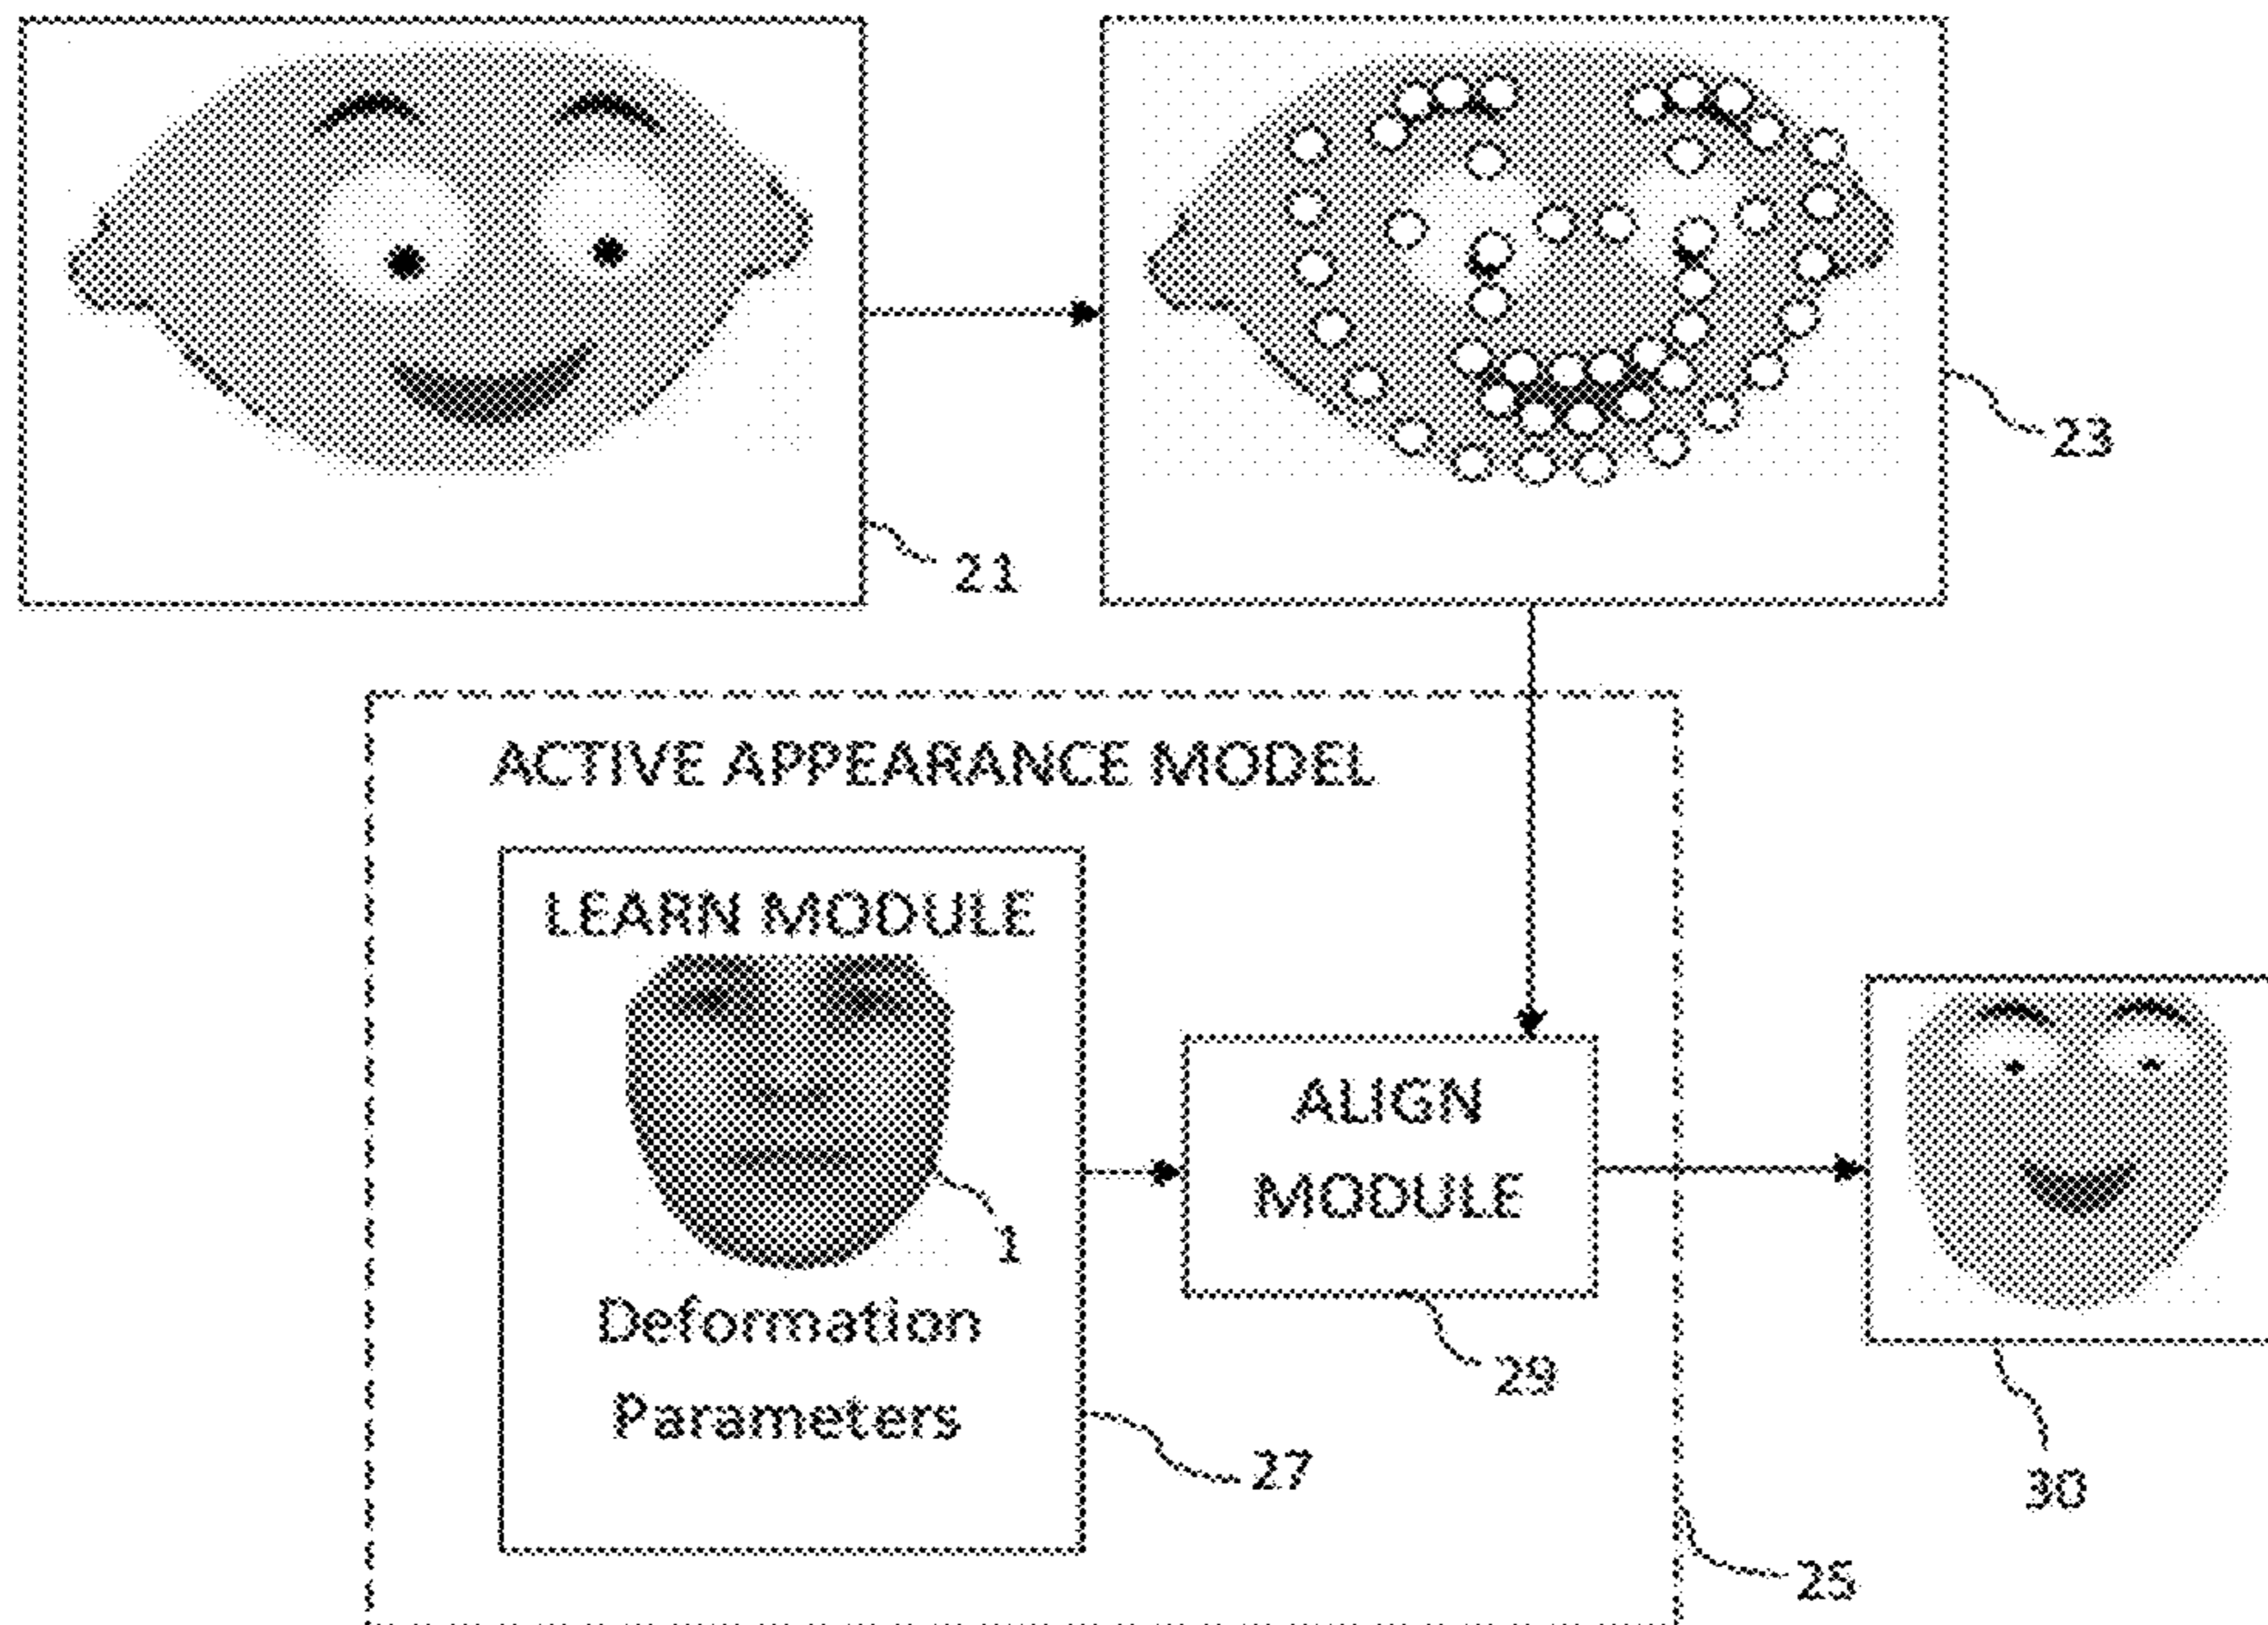 23
21
ACTIVE APPEARANCE MODEL
LEARN MODULE
1
Deformation
Parameters
27
ALIGN
MODULE
29
30
25